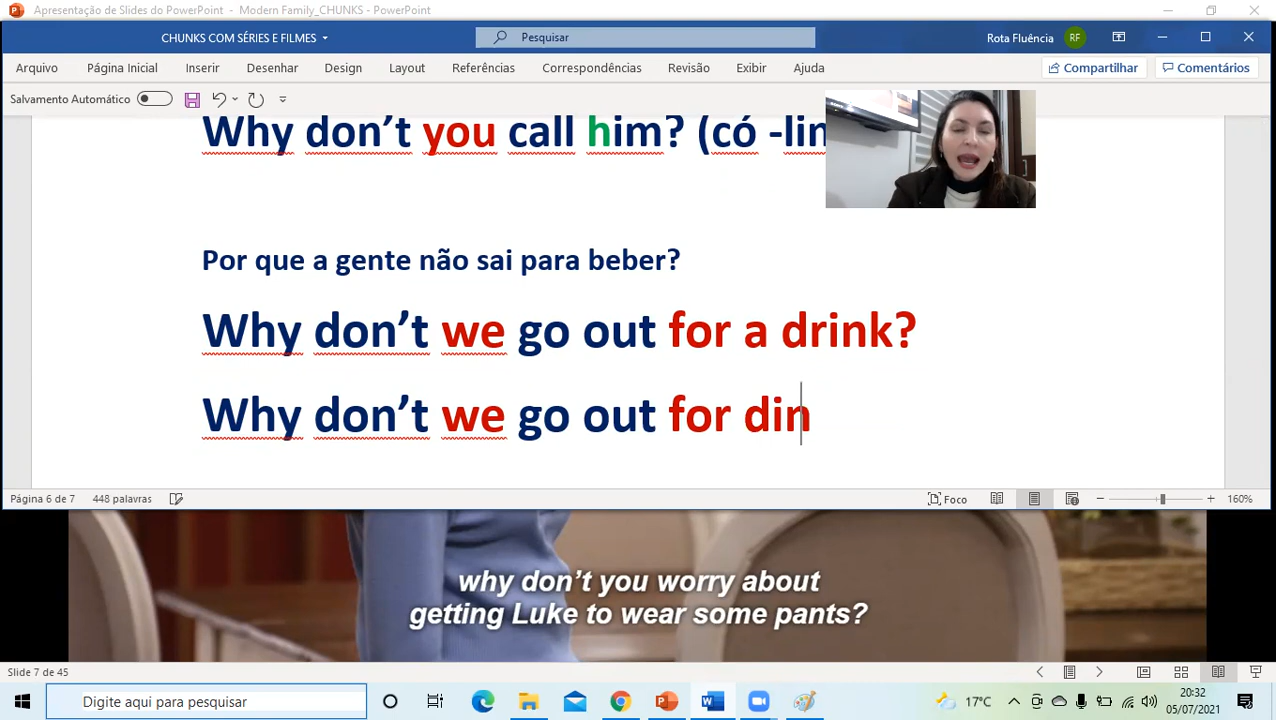 Apresentação de Slides do PowerPoint - Modern Family_CHUNKS - PowerPoint
CHUNKS COM SÉRIES E FILMES
Pesquisar
Rota Fluência RF
Arquivo Página Inicial Inserir Desenhar Design Layout Referências Correspondências Revisão Exibir Ajuda Compartilhar Comentários
Salvamento Automático
Why don't you call him? (có -lin
Por que a gente não sai para beber?
Why don't we go out for a drink?
Why don't we go out for din
Página 6 de 7 448 palavras Foco 160%
why don't you worry about
getting Luke to wear some pants?
Slide 7 de 45
Digite aqui para pesquisar
17°C
20:32
05/07/2021